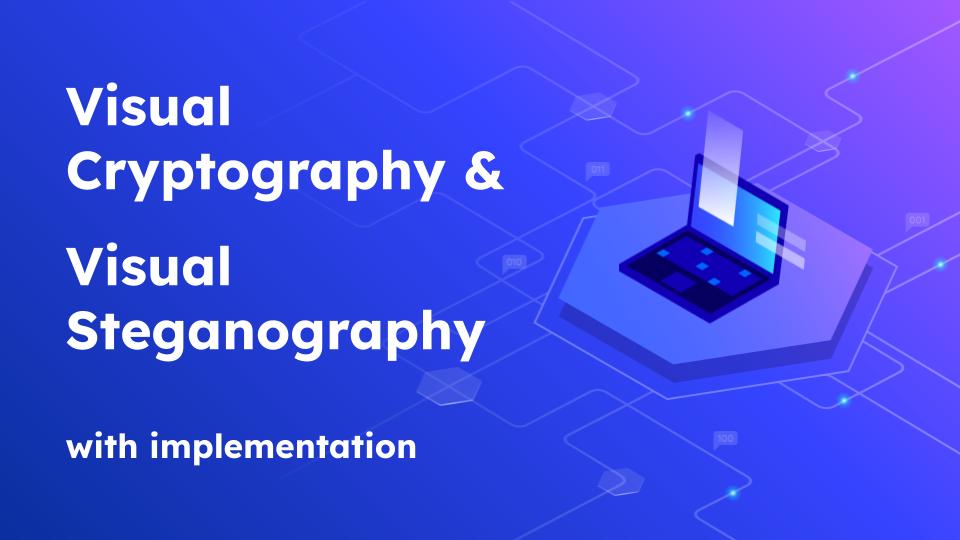 Visual
Cryptography &
Visual
Steganography
with implementation
011
001
010
100